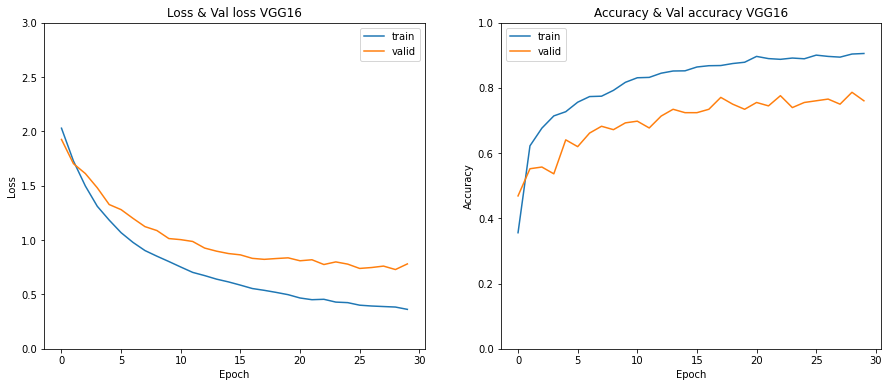 Loss & Val loss VGG16
train
valid
3.0
2.5
2.0
1.5
1.0
0.5
0.0
Loss
0 5 10 15 20 25 30
Epoch
Accuracy & Val accuracy VGG16
train
valid
1.0
0.8
0.6
0.4
0.2
0.0
Accuracy
0 5 10 15 20 25 30
Epoch